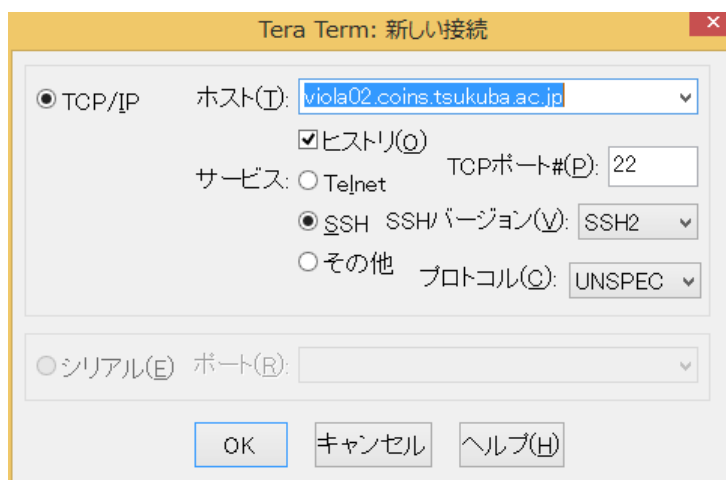 Tera Term: 新しい接続
TCP/IP ホスト(T): viola02.coins.tsukuba.ac.jp
ヒストリ(O)
サービス: Telnet TCPポート#(P): 22
SSH SSHバージョン(V): SSH2
その他 プロトコル(C): UNSPEC
シリアル(E) ポート(R):
OK キャンセル ヘルプ(H)